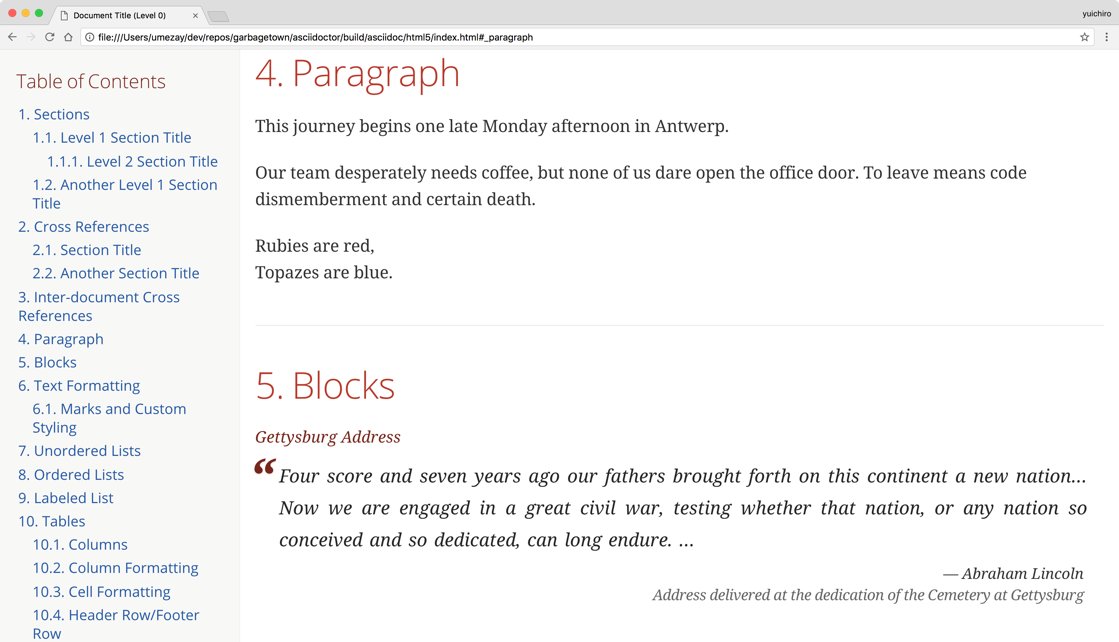 Document Title (Level 0)
yuichiro
file:///Users/umezay/dev/repos/garbagetown/asciidoctor/build/asciidoc/html5/index.html#_paragraph
Table of Contents
1. Sections
1.1. Level 1 Section Title
1.1.1. Level 2 Section Title
1.2. Another Level 1 Section
Title
2. Cross References
2.1. Section Title
2.2. Another Section Title
3. Inter-document Cross
References
4. Paragraph
5. Blocks
6. Text Formatting
6.1. Marks and Custom
Styling
7. Unordered Lists
8. Ordered Lists
9. Labeled List
10. Tables
10.1. Columns
10.2. Column Formatting
10.3. Cell Formatting
10.4. Header Row/Footer
Row
4. Paragraph
This journey begins one late Monday afternoon in Antwerp.
Our team desperately needs coffee, but none of us dare open the office door. To leave means code
dismemberment and certain death.
Rubies are red,
Topazes are blue.
5. Blocks
Gettysburg Address
“ Four score and seven years ago our fathers brought forth on this continent a new nation…
Now we are engaged in a great civil war, testing whether that nation, or any nation so
conceived and so dedicated, can long endure. …
— Abraham Lincoln
Address delivered at the dedication of the Cemetery at Gettysburg